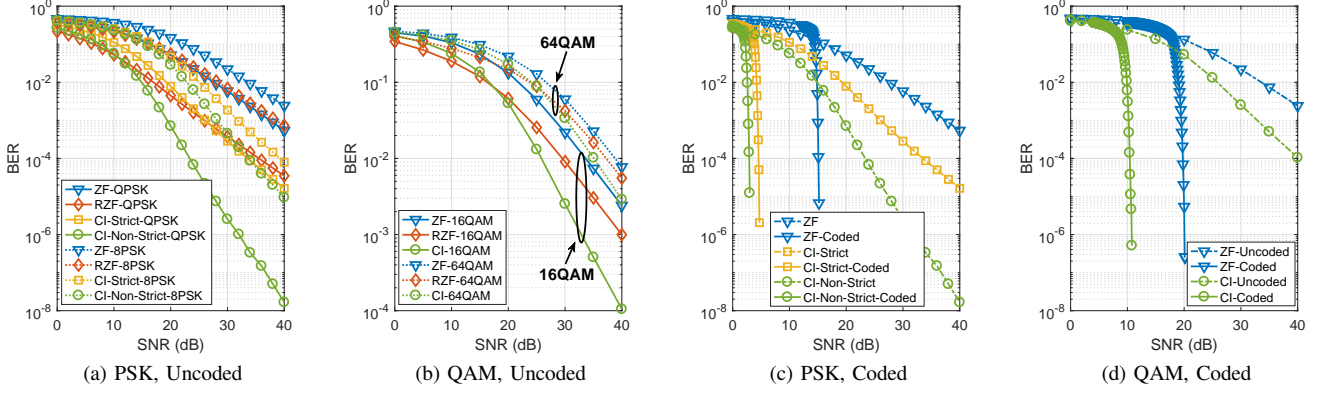 10^0
10^-2
10^-4
10^-6
10^-8
BER
0
10
20
30
40
SNR (dB)
ZF-QPSK
RZF-QPSK
CI-Strict-QPSK
CI-Non-Strict-QPSK
ZF-8PSK
RZF-8PSK
CI-Strict-8PSK
CI-Non-Strict-8PSK
(a) PSK, Uncoded
10^0
10^-1
10^-2
10^-3
10^-4
BER
0
10
20
30
40
SNR (dB)
64QAM
ZF-16QAM
RZF-16QAM
CI-16QAM
ZF-64QAM
RZF-64QAM
CI-64QAM
16QAM
(b) QAM, Uncoded
10^0
10^-2
10^-4
10^-6
10^-8
BER
0
10
20
30
40
SNR (dB)
ZF
ZF-Coded
CI-Strict
CI-Strict-Coded
CI-Non-Strict
CI-Non-Strict-Coded
(c) PSK, Coded
10^0
10^-2
10^-4
10^-6
10^-8
BER
0
10
20
30
40
SNR (dB)
ZF-Uncoded
ZF-Coded
CI-Uncoded
CI-Coded
(d) QAM, Coded